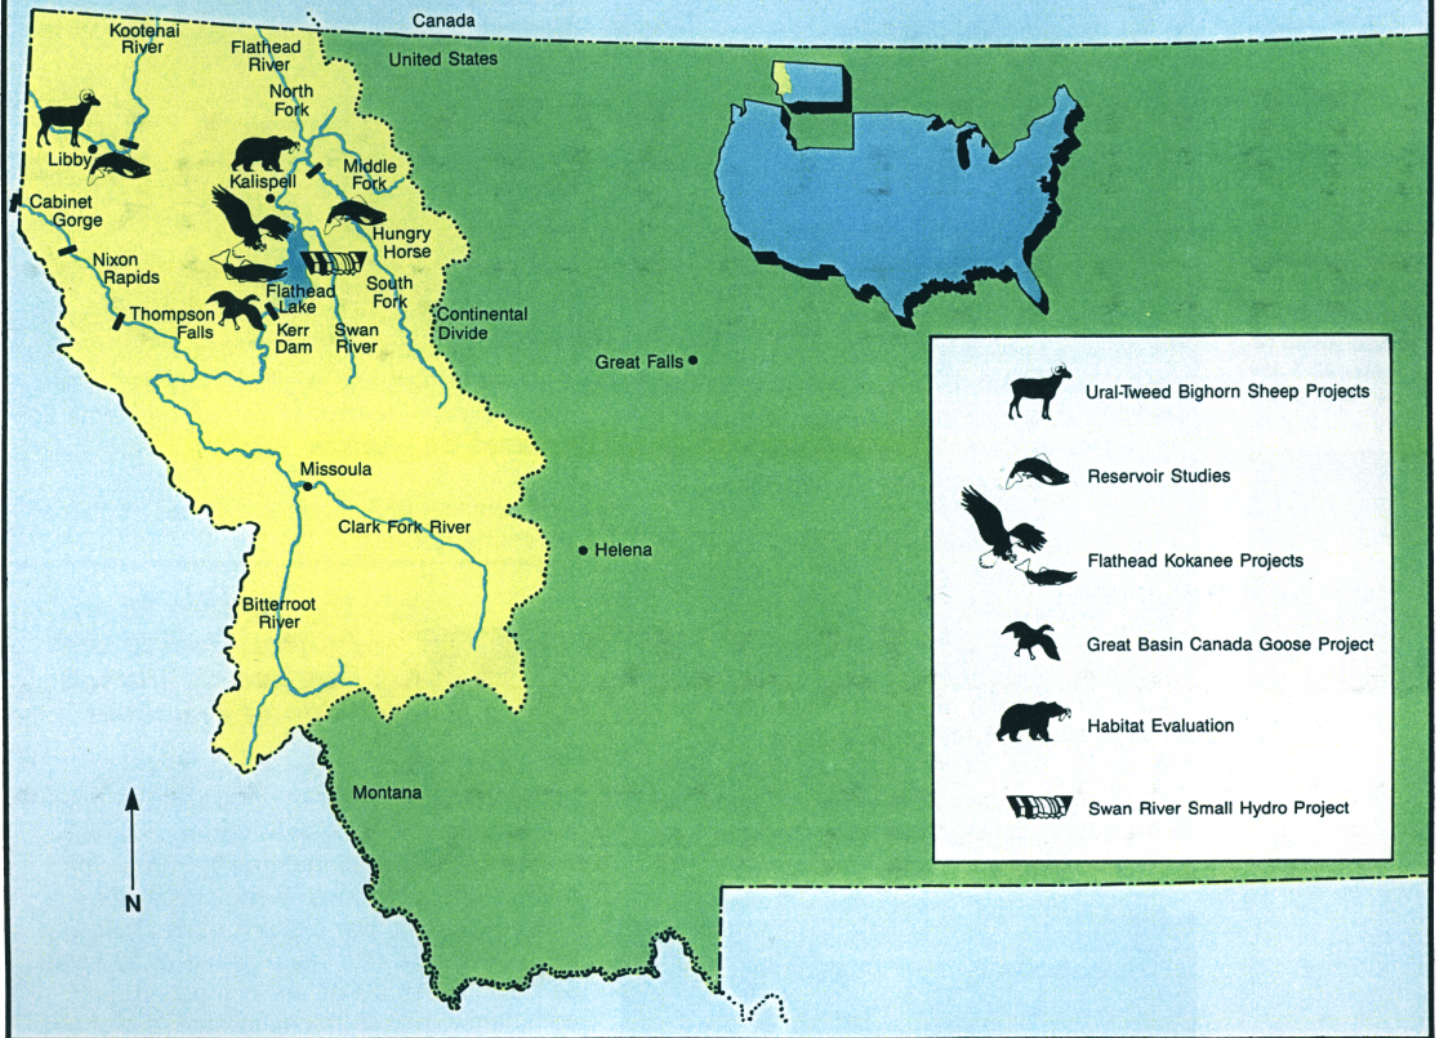 Canada
United States
Kootenai
River
Flathead
River
North
Fork
Libby
Kalispell
Middle
Fork
Cabinet
Gorge
Hungry
Horse
Nixon
Rapids
South
Fork
Flathead
Lake
Thompson
Falls
Kerr
Dam
Swan
River
Continental
Divide
Great Falls
Missoula
Clark Fork River
Helena
Bitterroot
River
Montana
N
Ural-Tweed Bighorn Sheep Projects
Reservoir Studies
Flathead Kokanee Projects
Great Basin Canada Goose Project
Habitat Evaluation
Swan River Small Hydro Project